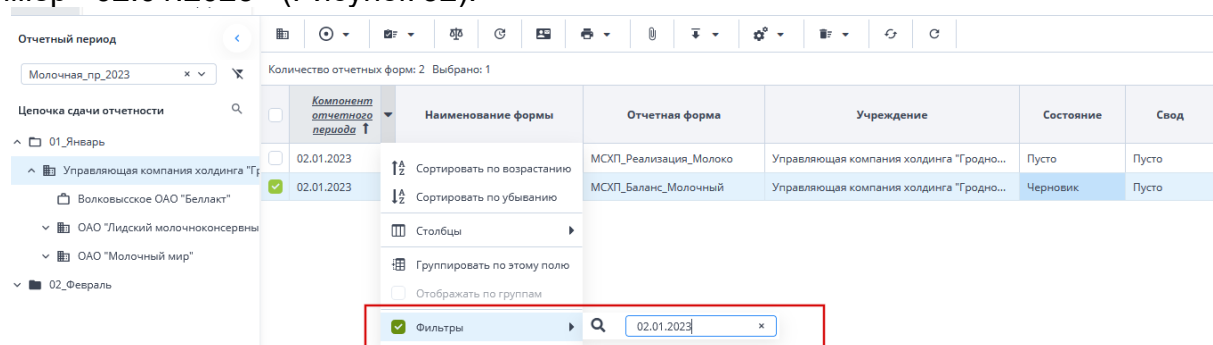 Отчетный период
Молочная_пр_2023
Цепочка сдачи отчетности
01_Январь
Управляющая компания холдинга "Гр
Волковысское ОАО "Беллакт"
ОАО "Лидский молочноконсервны
ОАО "Молочный мир"
02_Февраль
Количество отчетных форм: 2 Выбрано: 1
Компонент отчетного периода Наименование формы Отчетная форма Учреждение Состояние Свод
02.01.2023 МСХП_Реализация_Молоко Управляющая компания холдинга "Гродно... Пусто Пусто
02.01.2023 МСХП_Баланс_Молочный Управляющая компания холдинга "Гродно... Черновик Пусто
Сортировать по возрастанию
Сортировать по убыванию
Столбцы
Группировать по этому полю
Отображать по группам
Фильтры 02.01.2023